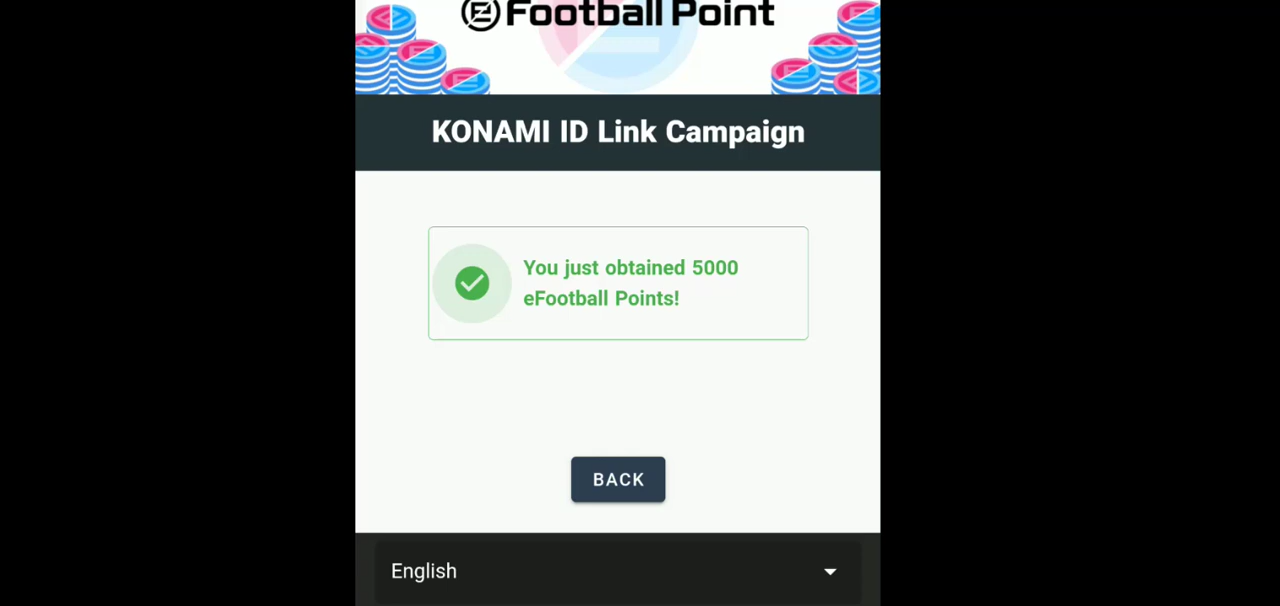 eFootball Point
KONAMI ID Link Campaign
You just obtained 5000
eFootball Points!
BACK
English